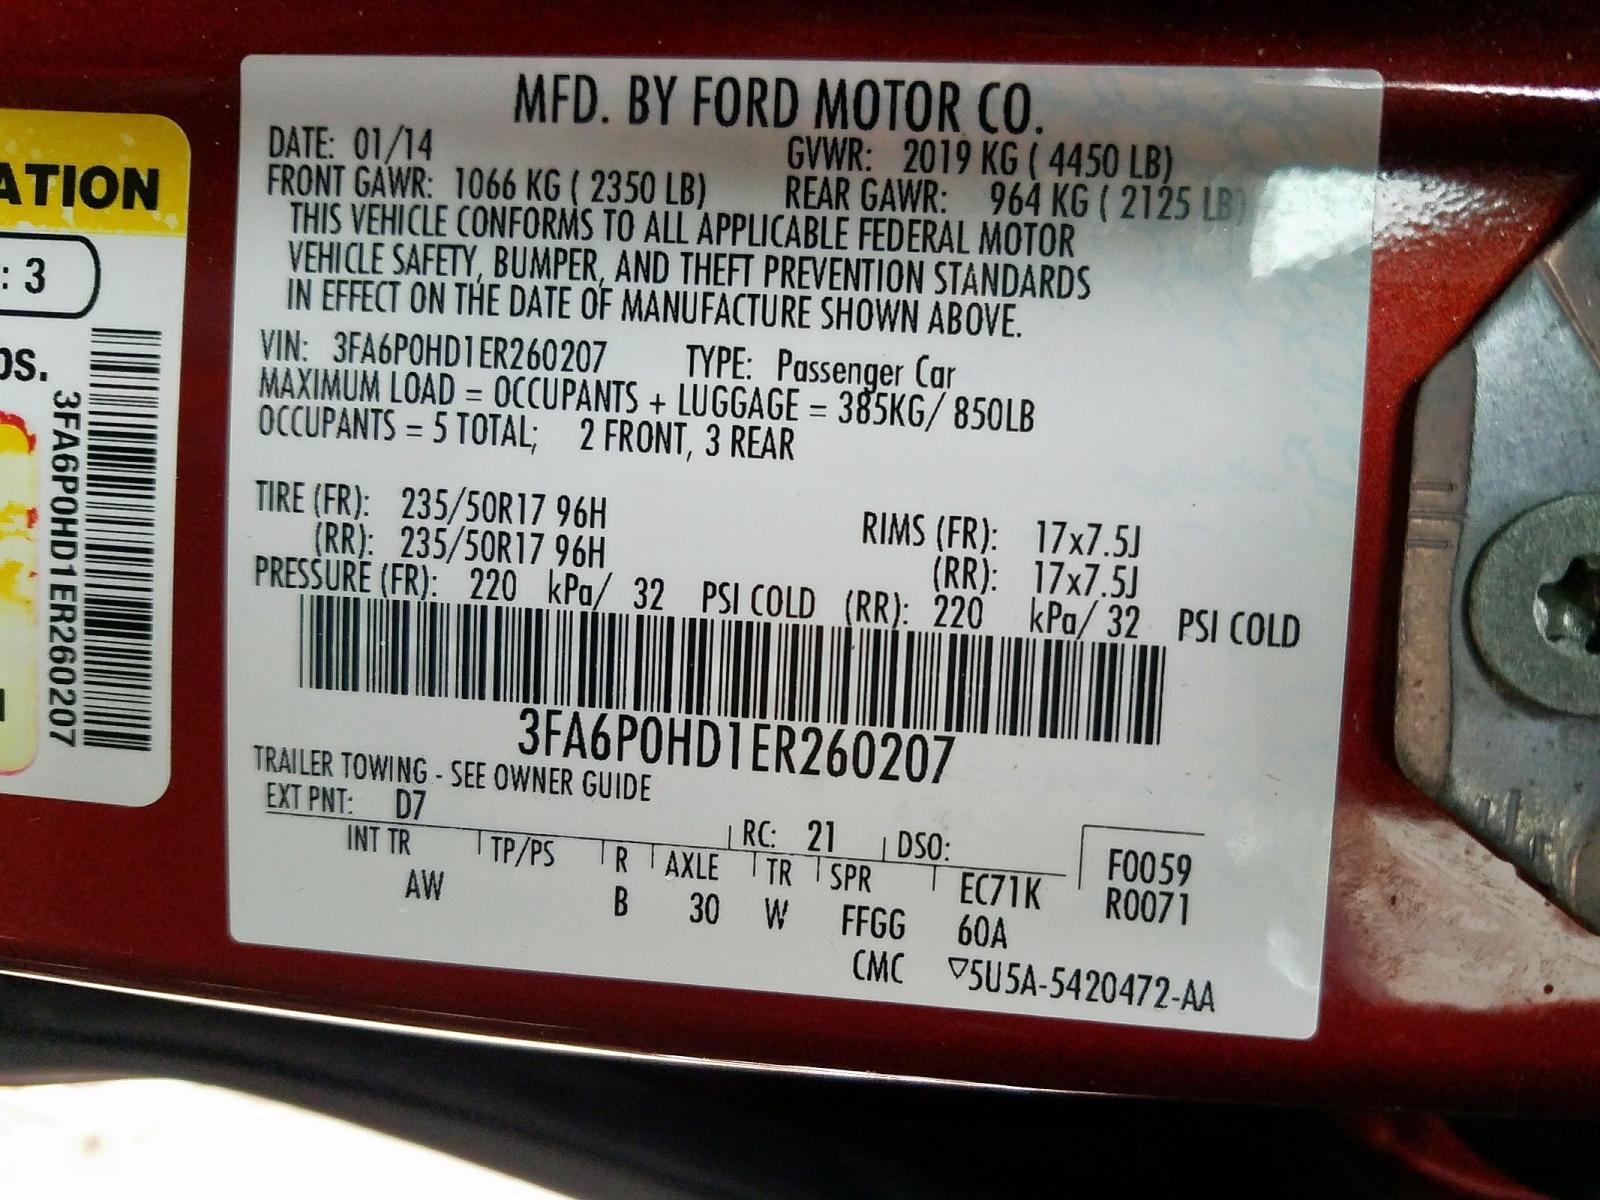 MFD. BY FORD MOTOR CO.
DATE: 01/14 GVWR: 2019 KG ( 4450 LB)
FRONT GAWR: 1066 KG ( 2350 LB) REAR GAWR: 964 KG ( 2125 LB)
THIS VEHICLE CONFORMS TO ALL APPLICABLE FEDERAL MOTOR
VEHICLE SAFETY, BUMPER, AND THEFT PREVENTION STANDARDS
IN EFFECT ON THE DATE OF MANUFACTURE SHOWN ABOVE.
VIN: 3FA6P0HD1ER260207 TYPE: Passenger Car
MAXIMUM LOAD = OCCUPANTS + LUGGAGE = 385KG/ 850LB
OCCUPANTS = 5 TOTAL; 2 FRONT, 3 REAR
TIRE (FR): 235/50R17 96H RIMS (FR): 17x7.5J
(RR): 235/50R17 96H (RR): 17x7.5J
PRESSURE (FR): 220 kPa/ 32 PSI COLD (RR): 220 kPa/ 32 PSI COLD
3FA6P0HD1ER260207
TRAILER TOWING - SEE OWNER GUIDE
EXT PNT: D7 RC: 21 DSO: F0059
INT TR TP/PS R AXLE TR SPR EC71K R0071
AW B 30 W FFGG 60A
CMC ▽5U5A-5420472-AA
ATION
: 3
os.
3FA6P0HD1ER260207